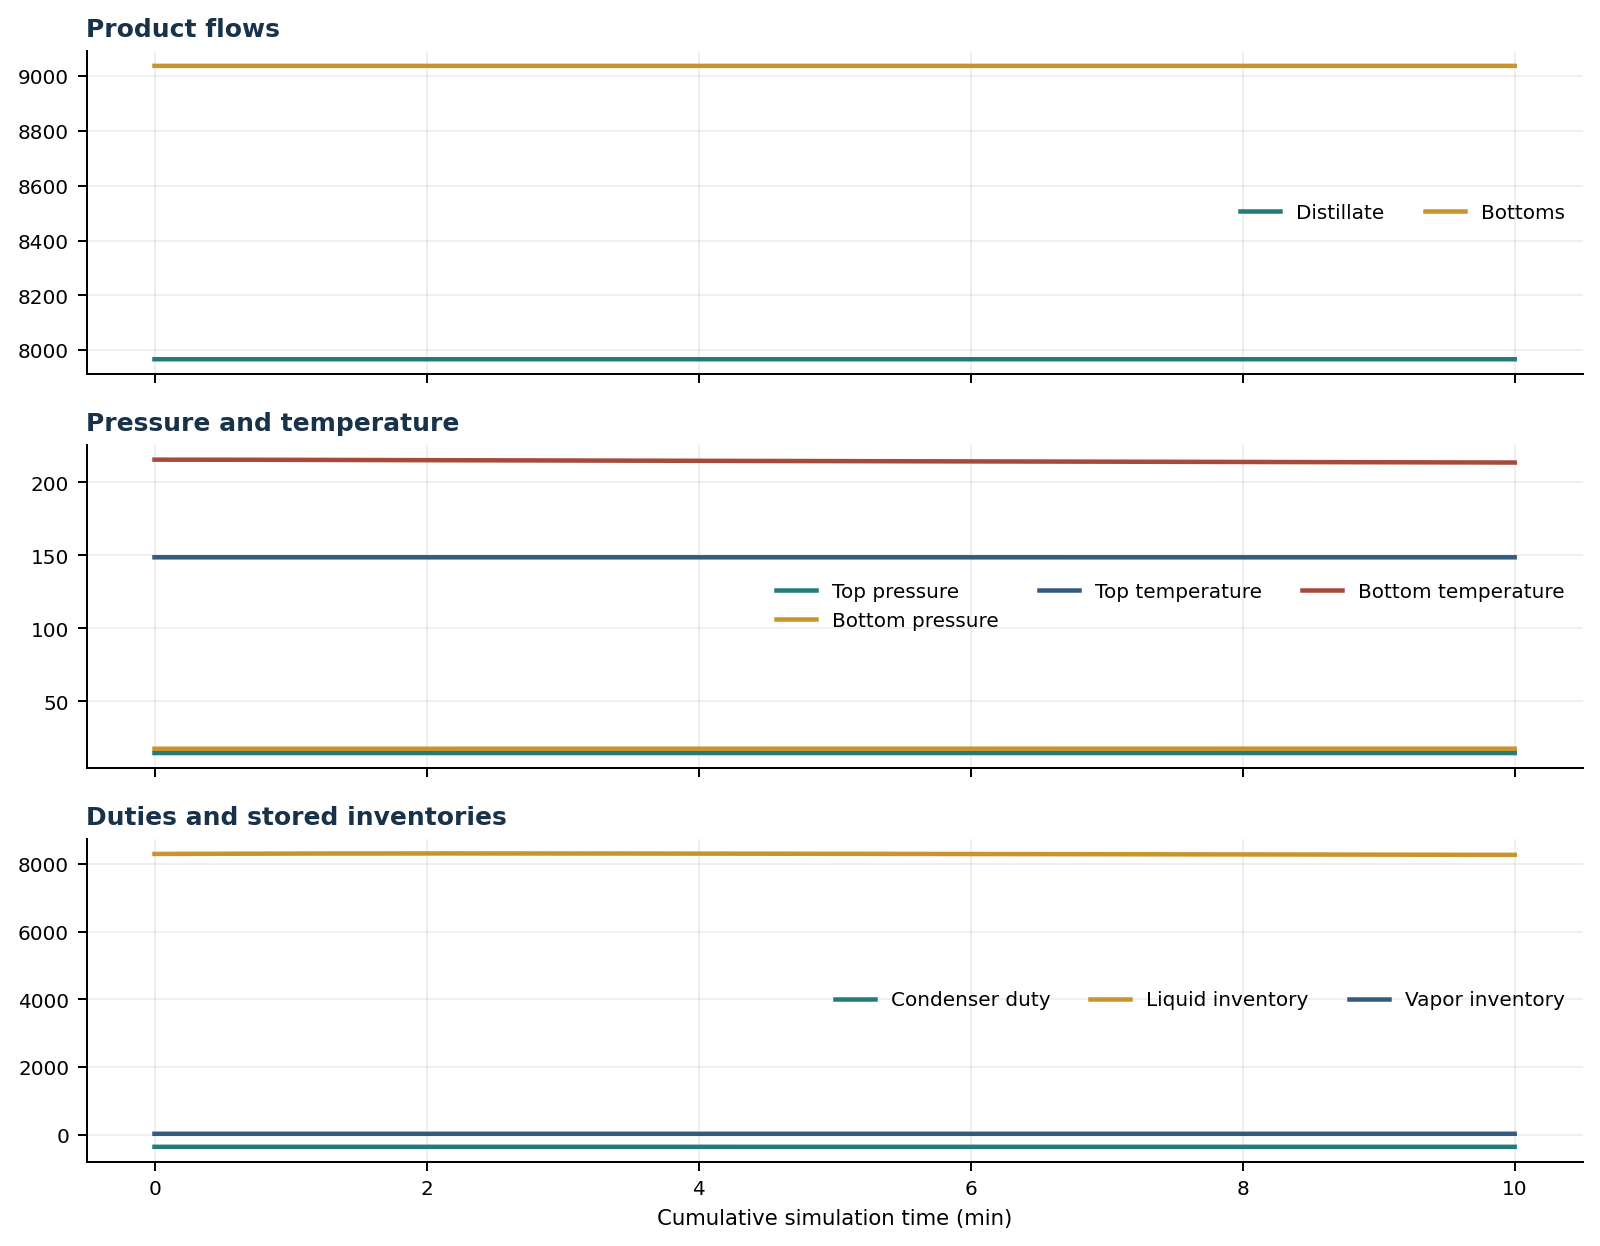 Product flows
9000
8800
8600
8400
8200
8000
Distillate Bottoms
Pressure and temperature
200
150
100
50
Top pressure Top temperature Bottom temperature
Bottom pressure
Duties and stored inventories
8000
6000
4000
2000
0
Condenser duty Liquid inventory Vapor inventory
0 2 4 6 8 10
Cumulative simulation time (min)